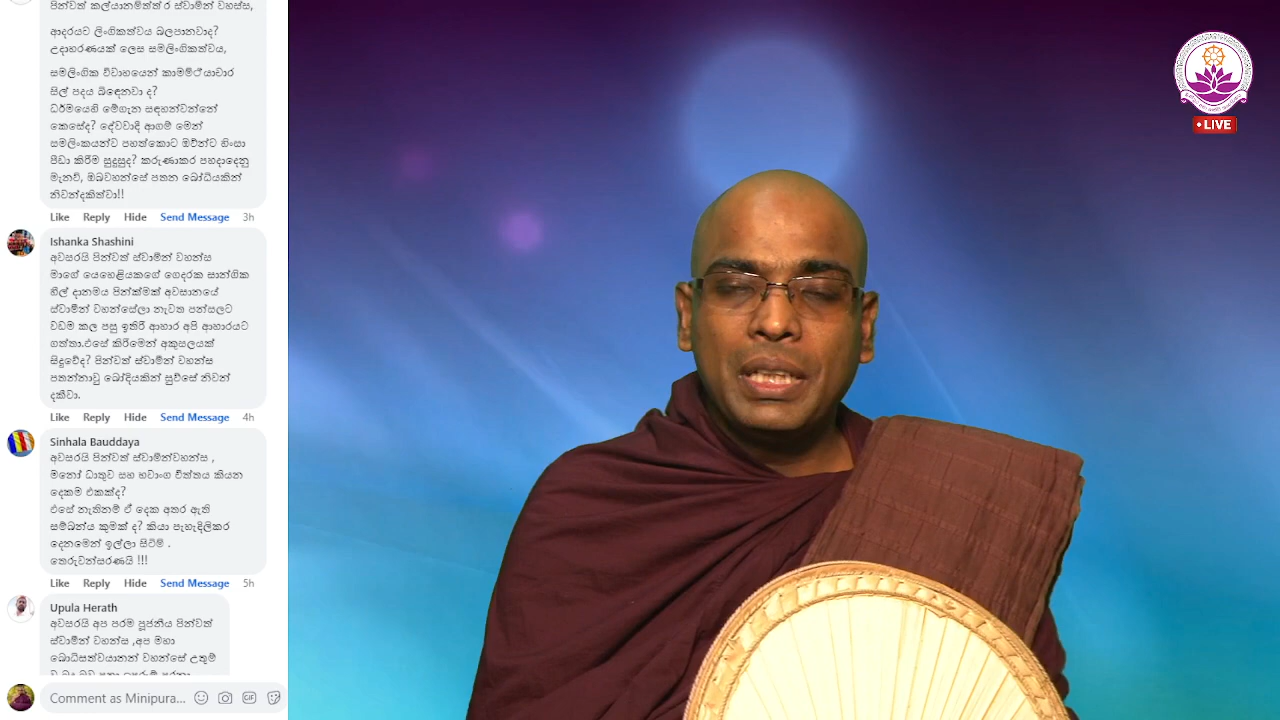 පින්වත් කල්යානමිත්ත්‍ර ස්වාමීන් වහන්ස,
ආදරයට ලිංගිකත්වය බලපානවාද?
උදාහරණයක් ලෙස සමලිංගිකත්වය,
සමලිංගික විවාහයෙන් කාමමිථ්‍යාචාර
සිල් පදය බිඳෙනවා ද?
ධර්මයෙහි මේගැන සඳහන්වන්නේ
කෙසේද? දේවවාදී ආගම් මෙන්
සමලිංකයන්ව පහත්කොට ඔවුන්ට හිංසා
පීඩා කිරීම සුදුසුද? කරුණාකර පහදාදෙනු
මැනව්, ඔබවහන්සේ පතන බෝධියකින්
නිවන්දකිත්වා!!
Like Reply Hide Send Message 3h
Ishanka Shashini
අවසරයි පින්වත් ස්වාමීන් වහන්ස
මාගේ යෙහෙළියකගේ ගෙදරක සාන්ගික
හීල් දානමය පින්ක්මක් අවසානයේ
ස්වාමීන් වහන්සේලා නැවත පන්සලට
වඩම කල පසු ඉතිරි ආහාර අපි ආහාරයට
ගත්තා.එසේ කිරීමෙන් අකුසලයක්
සිදුවේද? පින්වත් ස්වාමීන් වහන්ස
පතන්නාවූ බෝදියකින් සුව්සේ නිවන්
දකීවා.
Like Reply Hide Send Message 4h
Sinhala Bauddaya
අවසරයි පින්වත් ස්වාමීන්වහන්ස ,
මනෝ ධාතුව සහ භවාංග චිත්තය කියන
දෙකම එකක්ද?
එසේ නැතිනම් ඒ දෙක අතර ඇති
සම්බන්ය කුමක් ද? කියා පැහැදිලිකර
දෙනමෙන් ඉල්ලා සිටිම් .
තෙරුවන්සරණයි !!!
Like Reply Hide Send Message 5h
Upula Herath
අවසරයි අප පරම පූජනීය පින්වත්
ස්වාමීන් වහන්ස ,අප මහා
බොධිසත්වයානන් වහන්සේ උතුම්
Comment as Minipura...
GIF
• LIVE